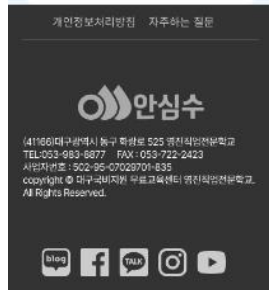 개인정보처리방침 자주하는 질문
안심수
(41166)대구광역시 동구 화랑로 525 영진직업전문학교
TEL:053-983-8877 FAX : 053-722-2423
사업자번호 : 502-95-07029701-835
copyright © 대구국비지원 무료교육센터 영진직업전문학교.
All Rights Reserved.
blog f TALK